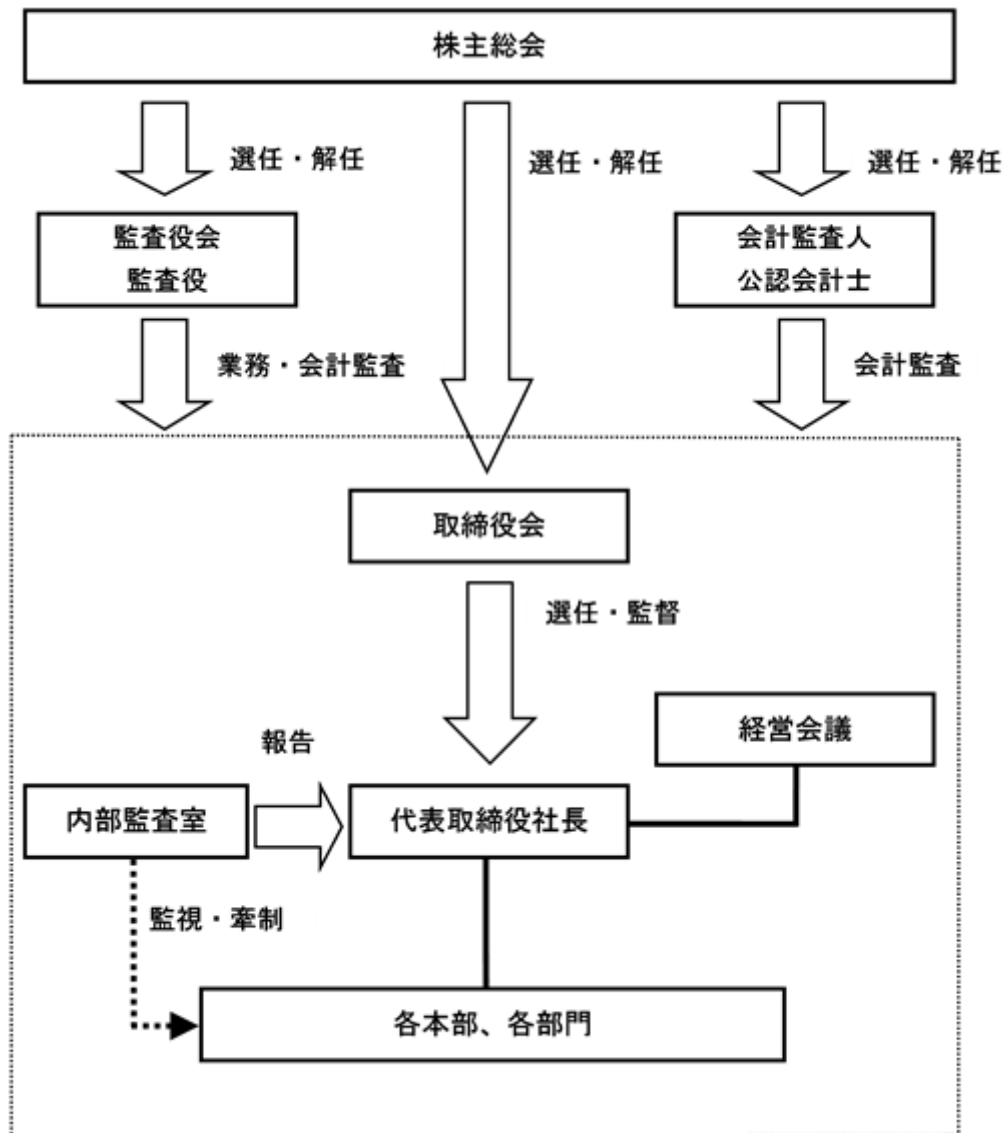 株主総会
選任・解任
選任・解任
選任・解任
監査役会
監査役
会計監査人
公認会計士
業務・会計監査
会計監査
取締役会
選任・監督
経営会議
報告
内部監査室
代表取締役社長
監視・牽制
各本部、各部門